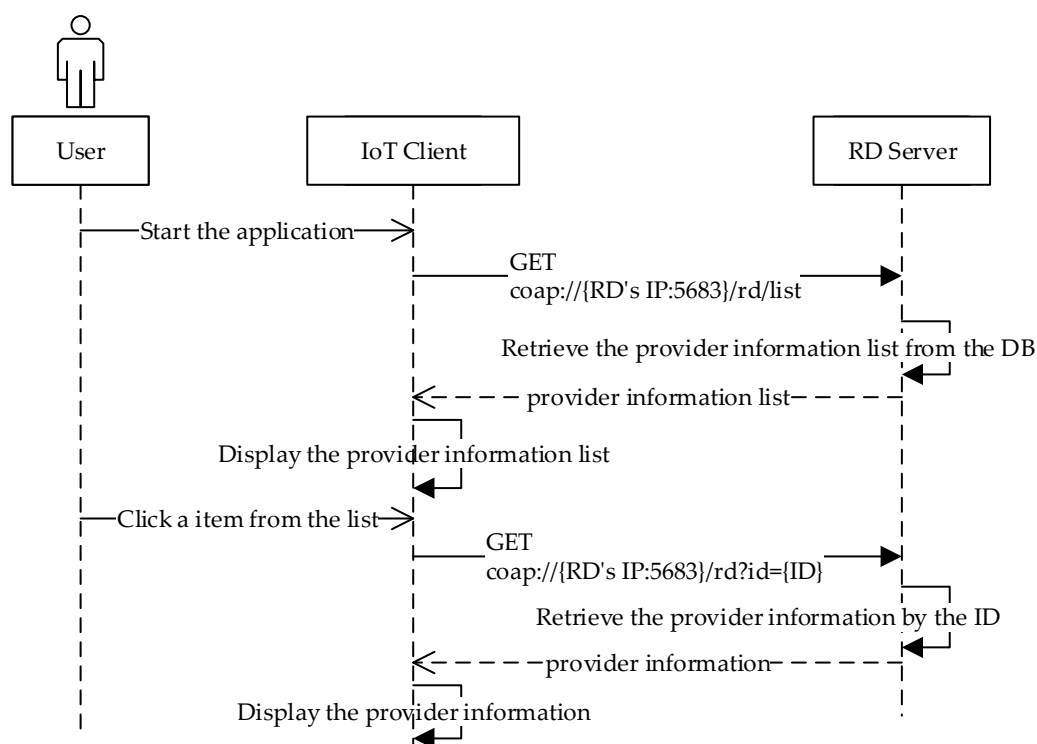 User
IoT Client
RD Server
Start the application
GET
coap://{RD's IP:5683}/rd/list
Retrieve the provider information list from the DB
provider information list
Display the provider information list
Click a item from the list
GET
coap://{RD's IP:5683}/rd?id={ID}
Retrieve the provider information by the ID
provider information
Display the provider information